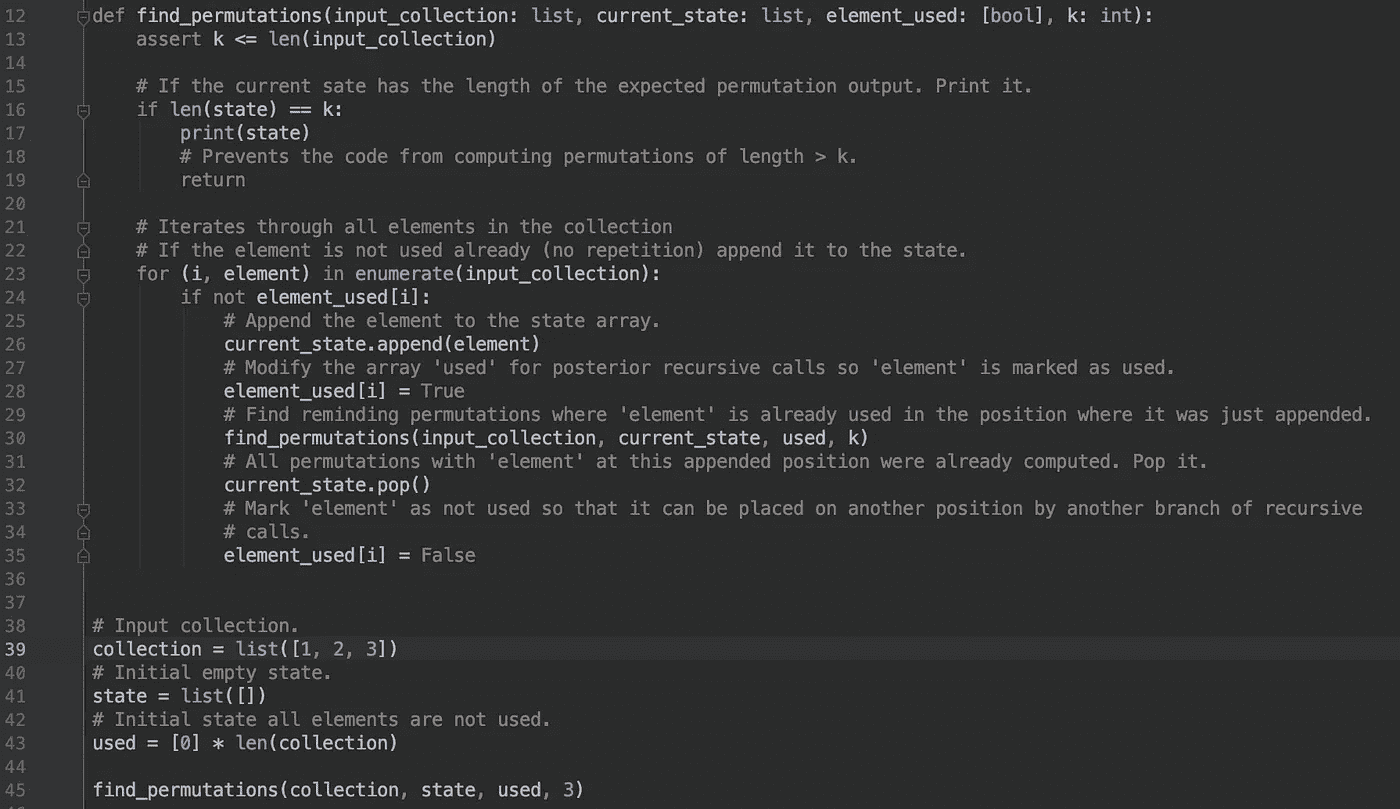 12 def find_permutations(input_collection: list, current_state: list, element_used: [bool], k: int):
13     assert k <= len(input_collection)
14
15     # If the current sate has the length of the expected permutation output. Print it.
16     if len(state) == k:
17         print(state)
18         # Prevents the code from computing permutations of length > k.
19         return
20
21     # Iterates through all elements in the collection
22     # If the element is not used already (no repetition) append it to the state.
23     for (i, element) in enumerate(input_collection):
24         if not element_used[i]:
25             # Append the element to the state array.
26             current_state.append(element)
27             # Modify the array 'used' for posterior recursive calls so 'element' is marked as used.
28             element_used[i] = True
29             # Find reminding permutations where 'element' is already used in the position where it was just appended.
30             find_permutations(input_collection, current_state, used, k)
31             # All permutations with 'element' at this appended position were already computed. Pop it.
32             current_state.pop()
33             # Mark 'element' as not used so that it can be placed on another position by another branch of recursive
34             # calls.
35             element_used[i] = False
36
37
38 # Input collection.
39 collection = list([1, 2, 3])
40 # Initial empty state.
41 state = list([])
42 # Initial state all elements are not used.
43 used = [0] * len(collection)
44
45 find_permutations(collection, state, used, 3)